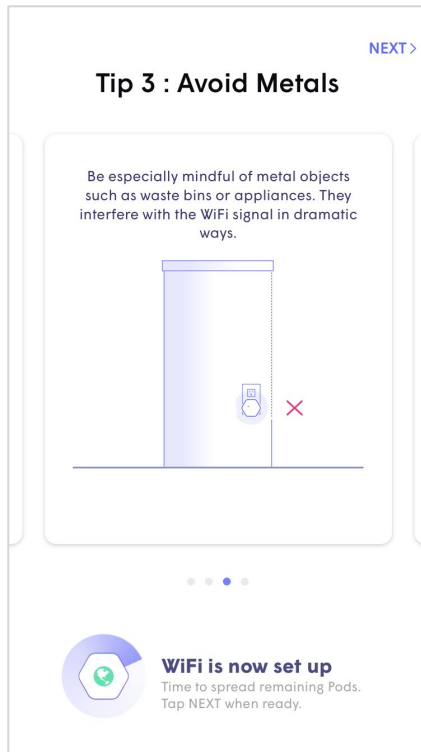 NEXT >
Tip 3 : Avoid Metals
Be especially mindful of metal objects
such as waste bins or appliances. They
interfere with the WiFi signal in dramatic
ways.
WiFi is now set up
Time to spread remaining Pods.
Tap NEXT when ready.